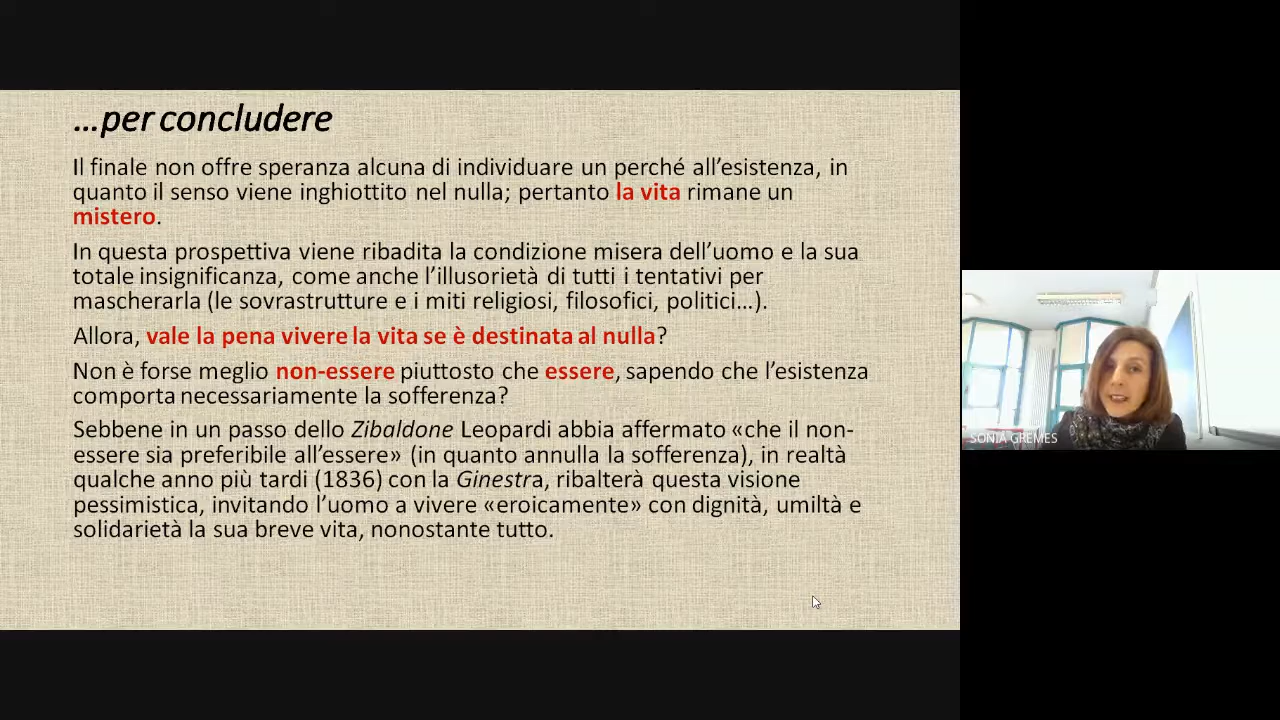 ...per concludere
Il finale non offre speranza alcuna di individuare un perché all'esistenza, in
quanto il senso viene inghiottito nel nulla; pertanto la vita rimane un
mistero.
In questa prospettiva viene ribadita la condizione misera dell'uomo e la sua
totale insignificanza, come anche l'illusorietà di tutti i tentativi per
mascherarla (le sovrastrutture e i miti religiosi, filosofici, politici...).
Allora, vale la pena vivere la vita se è destinata al nulla?
Non è forse meglio non-essere piuttosto che essere, sapendo che l'esistenza
comporta necessariamente la sofferenza?
Sebbene in un passo dello Zibaldone Leopardi abbia affermato «che il non-
essere sia preferibile all'essere» (in quanto annulla la sofferenza), in realtà
qualche anno più tardi (1836) con la Ginestra, ribalterà questa visione
pessimistica, invitando l'uomo a vivere «eroicamente» con dignità, umiltà e
solidarietà la sua breve vita, nonostante tutto.
SONIA GREMES